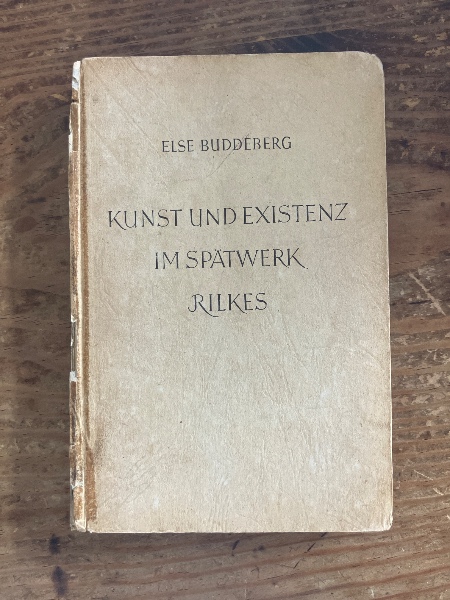 ELSE BUDDEBERG
KUNST UND EXISTENZ
IM SPÄTWERK
RILKES